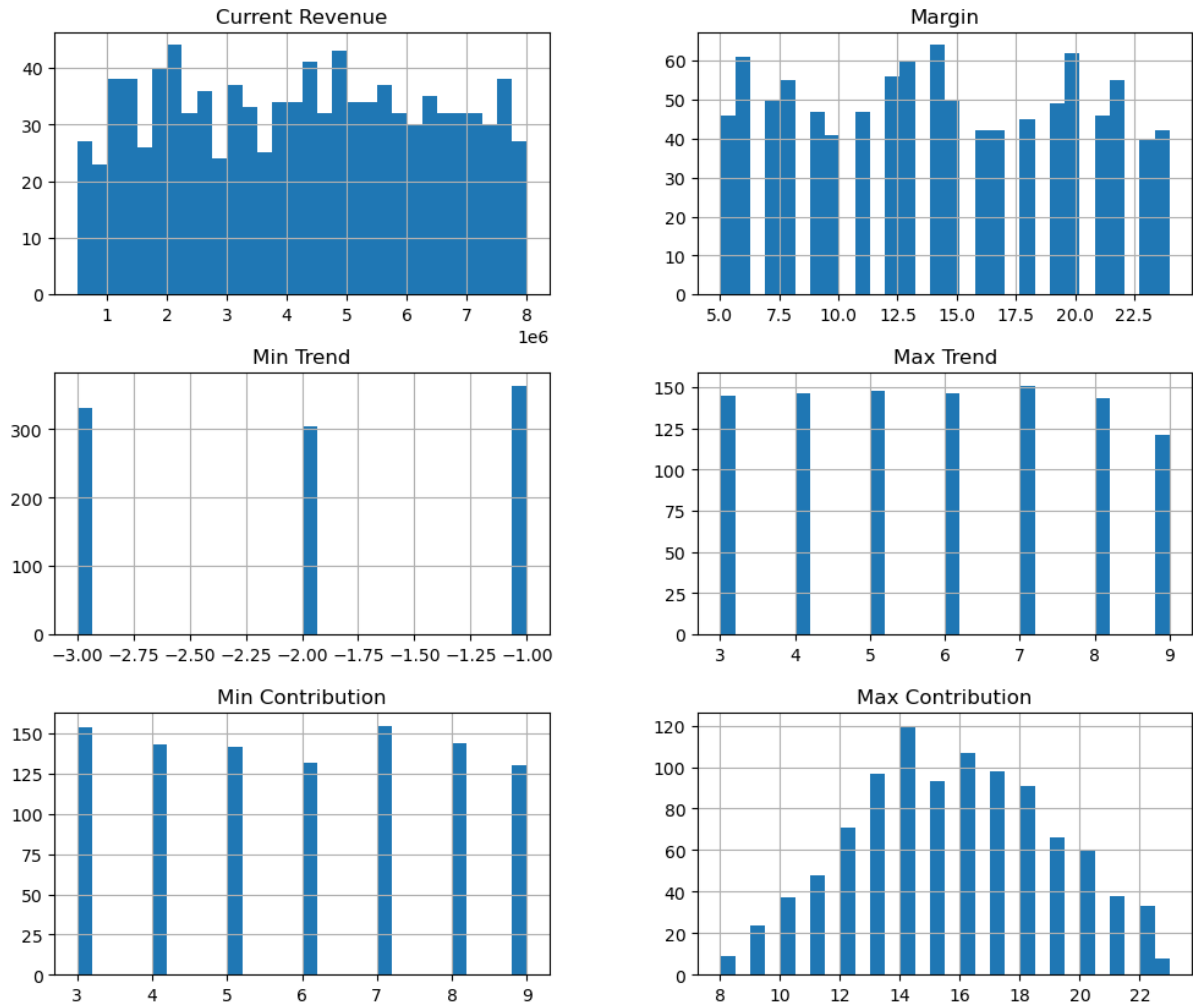 Current Revenue
40
30
20
10
0
1 2 3 4 5 6 7 8
1e6
Margin
60
50
40
30
20
10
0
5.0 7.5 10.0 12.5 15.0 17.5 20.0 22.5
Min Trend
300
200
100
0
−3.00 −2.75 −2.50 −2.25 −2.00 −1.75 −1.50 −1.25 −1.00
Max Trend
150
125
100
75
50
25
0
3 4 5 6 7 8 9
Min Contribution
150
125
100
75
50
25
0
3 4 5 6 7 8 9
Max Contribution
120
100
80
60
40
20
0
8 10 12 14 16 18 20 22